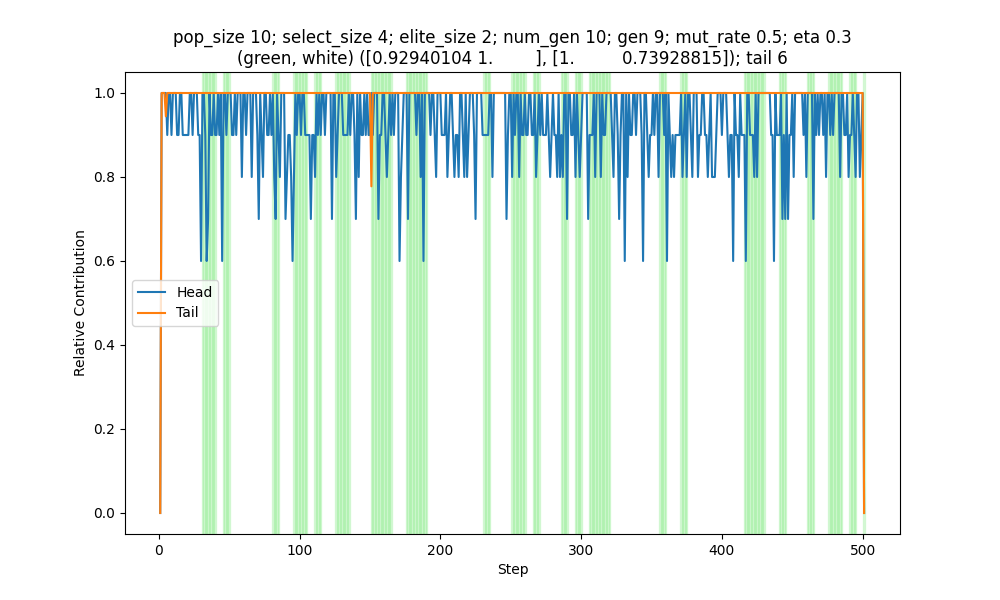 pop_size 10; select_size 4; elite_size 2; num_gen 10; gen 9; mut_rate 0.5; eta 0.3
(green, white) ([0.92940104 1.         ], [1.         0.73928815]); tail 6
1.0
0.8
0.6
0.4
0.2
0.0
Relative Contribution
Head
Tail
0
100
200
300
400
500
Step